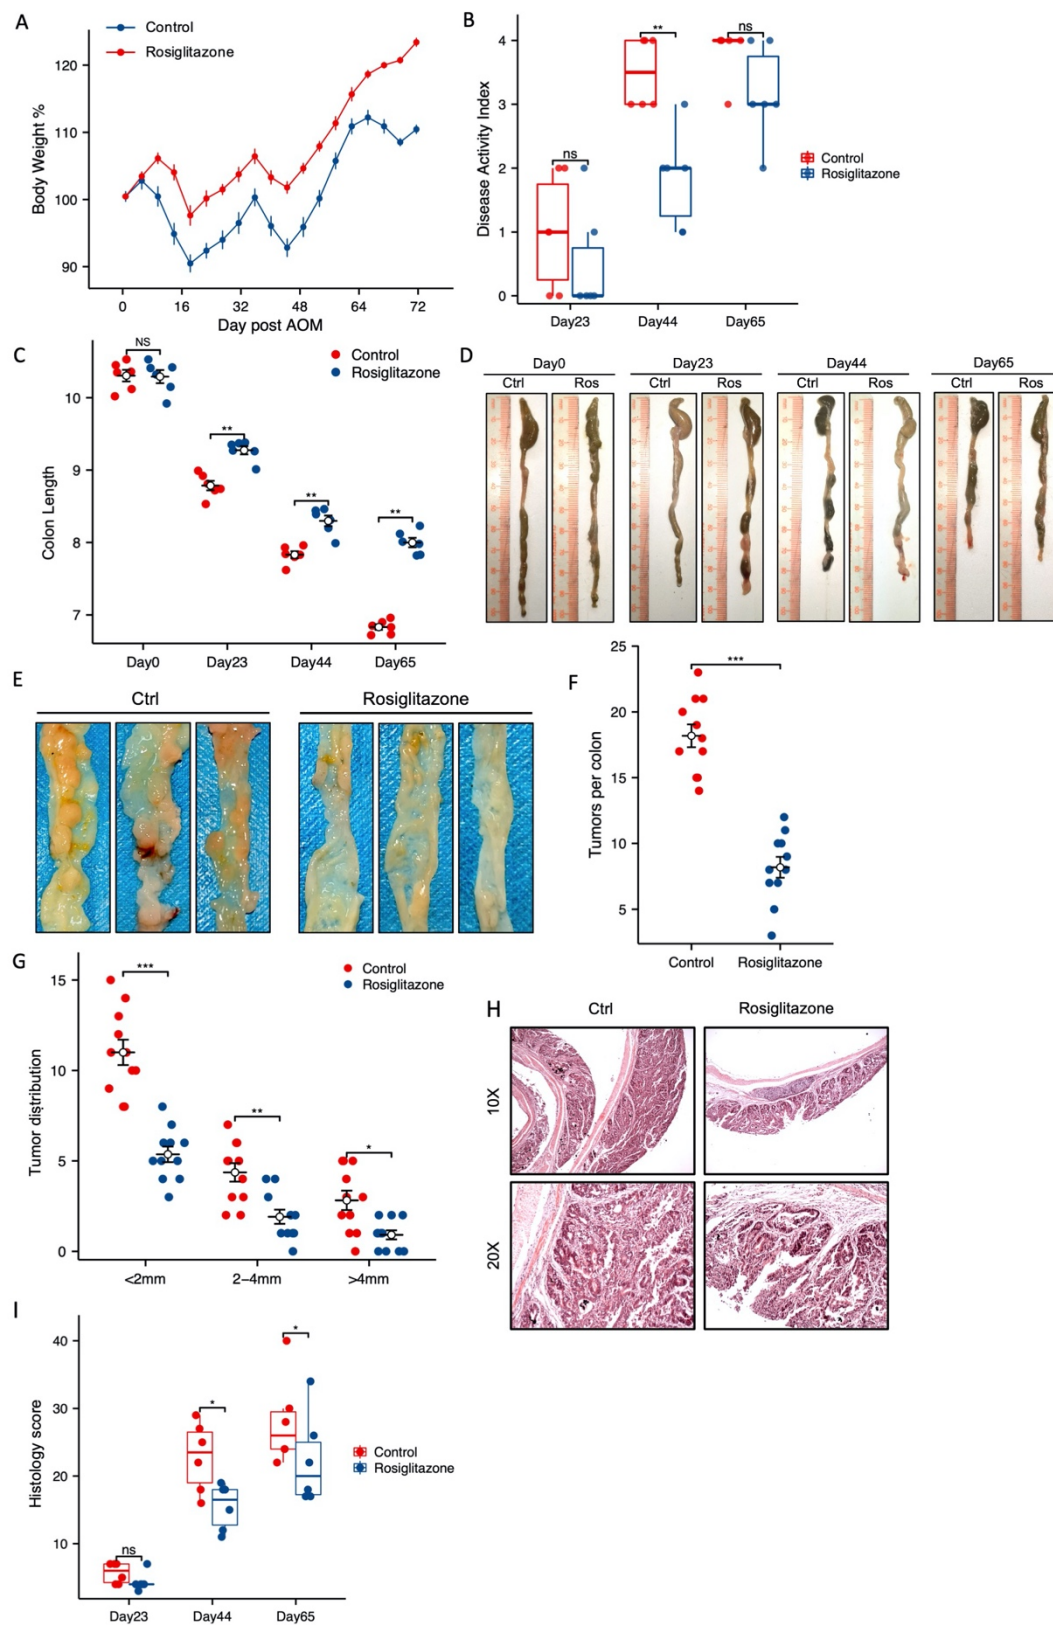 A
Control
Rosiglitazone
Body Weight %
120
110
100
90
0 16 32 48 64 72
Day post AOM
B
Disease Activity Index
4
3
2
1
0
ns
**
ns
Control
Rosiglitazone
Day23 Day44 Day65
C
Control
Rosiglitazone
Colon Length
10
9
8
7
NS
**
**
**
Day0 Day23 Day44 Day65
D
Day0 Day23 Day44 Day65
Ctrl Ros Ctrl Ros Ctrl Ros Ctrl Ros
E
Ctrl Rosiglitazone
F
Tumors per colon
25
20
15
10
5
***
Control Rosiglitazone
G
Control
Rosiglitazone
Tumor distribution
15
10
5
0
***
**
*
<2mm 2–4mm >4mm
H
Ctrl Rosiglitazone
10X
20X
I
Histology score
40
30
20
10
ns
*
*
Control
Rosiglitazone
Day23 Day44 Day65